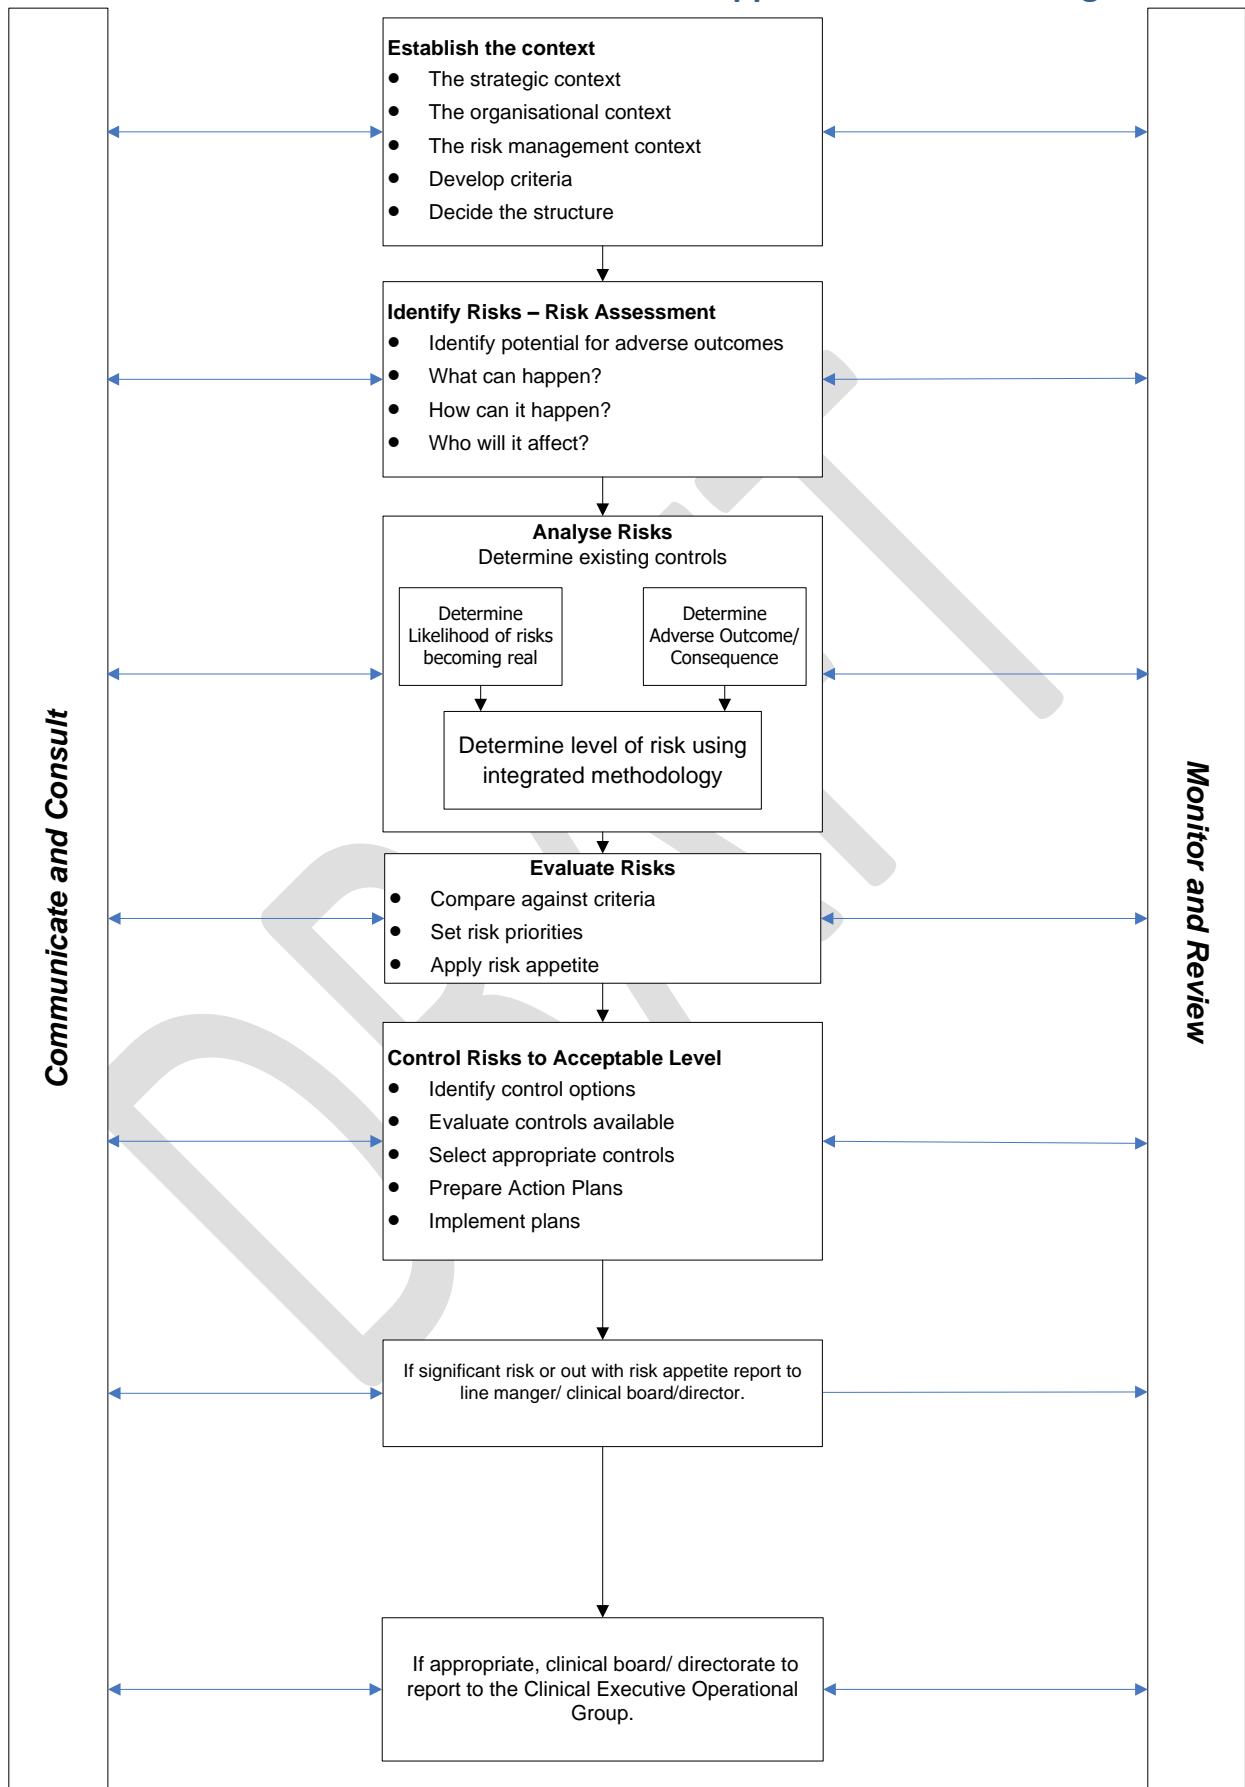 Establish the context
● The strategic context
● The organisational context
● The risk management context
● Develop criteria
● Decide the structure
Identify Risks – Risk Assessment
● Identify potential for adverse outcomes
● What can happen?
● How can it happen?
● Who will it affect?
Analyse Risks
Determine existing controls
Determine
Likelihood of risks
becoming real
Determine
Adverse Outcome/
Consequence
Determine level of risk using
integrated methodology
Evaluate Risks
● Compare against criteria
● Set risk priorities
● Apply risk appetite
Control Risks to Acceptable Level
● Identify control options
● Evaluate controls available
● Select appropriate controls
● Prepare Action Plans
● Implement plans
If significant risk or out with risk appetite report to
line manger/ clinical board/director.
If appropriate, clinical board/ directorate to
report to the Clinical Executive Operational
Group.
Communicate and Consult
Monitor and Review
DRAFT